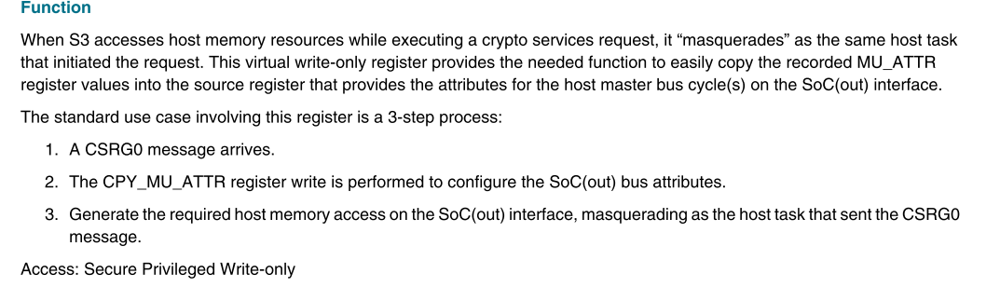 Function
When S3 accesses host memory resources while executing a crypto services request, it “masquerades” as the same host task
that initiated the request. This virtual write-only register provides the needed function to easily copy the recorded MU_ATTR
register values into the source register that provides the attributes for the host master bus cycle(s) on the SoC(out) interface.
The standard use case involving this register is a 3-step process:
1. A CSRG0 message arrives.
2. The CPY_MU_ATTR register write is performed to configure the SoC(out) bus attributes.
3. Generate the required host memory access on the SoC(out) interface, masquerading as the host task that sent the CSRG0
message.
Access: Secure Privileged Write-only